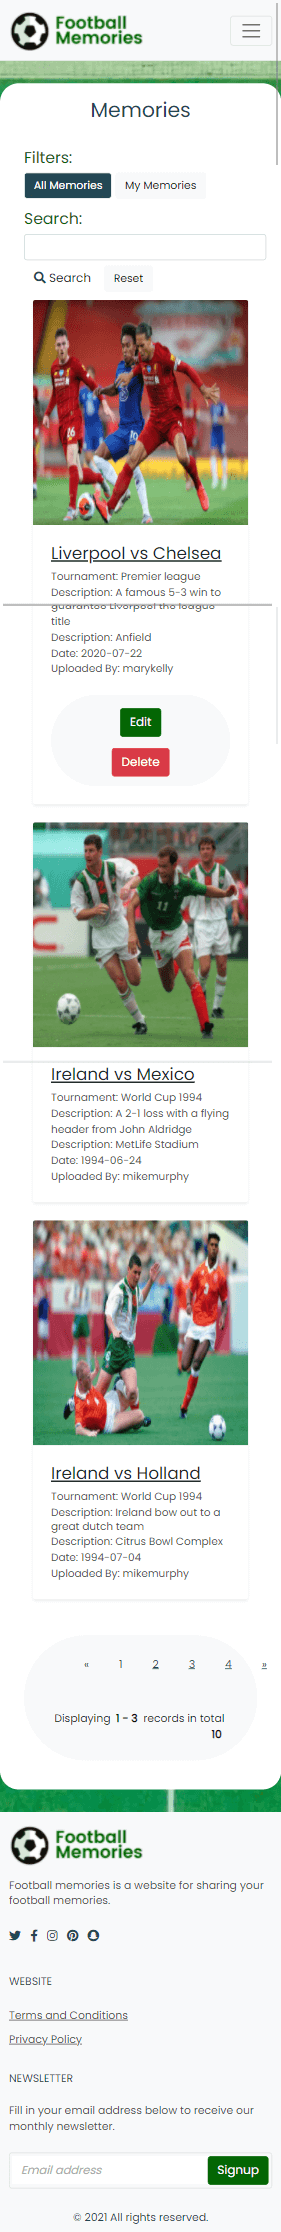 Football
Memories
Memories
Filters:
All Memories My Memories
Search:
Search Reset
Liverpool vs Chelsea
Tournament: Premier league
Description: A famous 5-3 win to
guarantee Liverpool the league
title
Description: Anfield
Date: 2020-07-22
Uploaded By: marykelly
Edit
Delete
11
Ireland vs Mexico
Tournament: World Cup 1994
Description: A 2-1 loss with a flying
header from John Aldridge
Description: MetLife Stadium
Date: 1994-06-24
Uploaded By: mikemurphy
Ireland vs Holland
Tournament: World Cup 1994
Description: Ireland bow out to a
great dutch team
Description: Citrus Bowl Complex
Date: 1994-07-04
Uploaded By: mikemurphy
« 1 2 3 4 »
Displaying 1 - 3 records in total
10
Football
Memories
Football memories is a website for sharing your
football memories.
WEBSITE
Terms and Conditions
Privacy Policy
NEWSLETTER
Fill in your email address below to receive our
monthly newsletter.
Email address Signup
© 2021 All rights reserved.